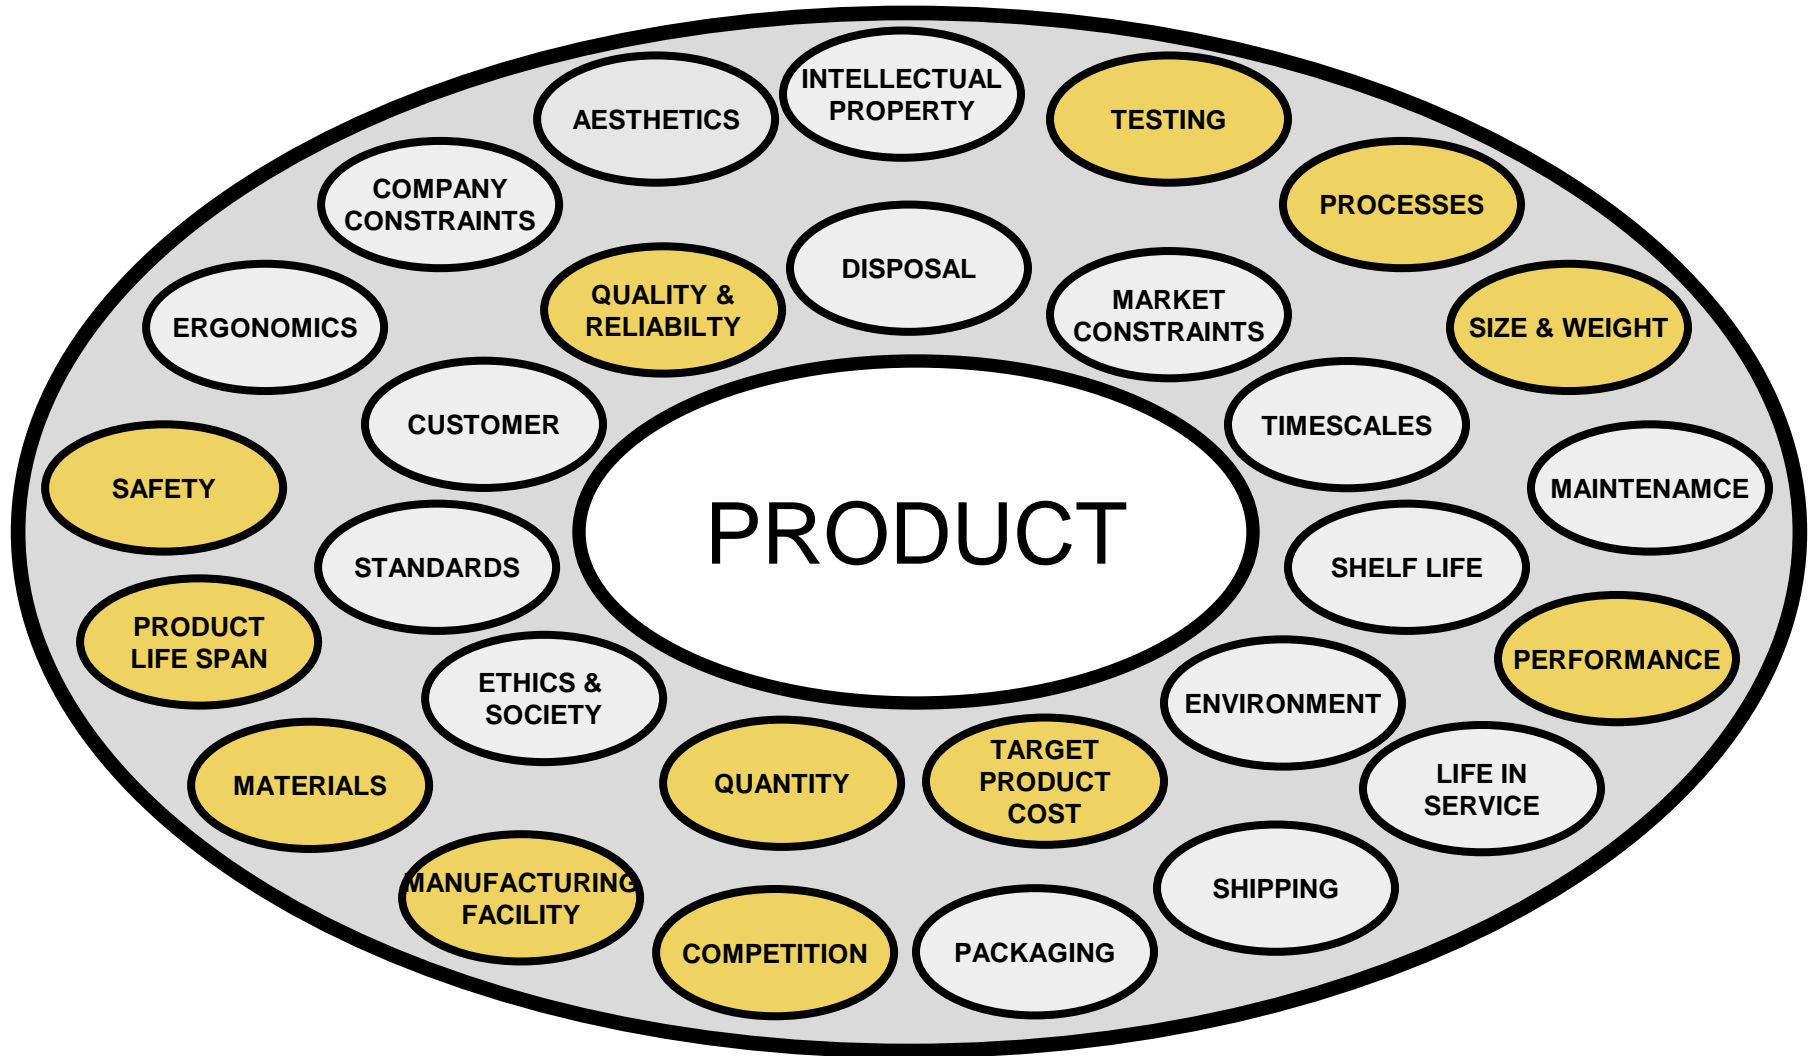 INTELLECTUAL
PROPERTY
AESTHETICS
TESTING
COMPANY
CONSTRAINTS
PROCESSES
DISPOSAL
QUALITY &
RELIABILTY
MARKET
CONSTRAINTS
ERGONOMICS
SIZE & WEIGHT
CUSTOMER
TIMESCALES
SAFETY
MAINTENAMCE
PRODUCT
STANDARDS
SHELF LIFE
PRODUCT
LIFE SPAN
PERFORMANCE
ETHICS &
SOCIETY
ENVIRONMENT
MATERIALS
QUANTITY
TARGET
PRODUCT
COST
LIFE IN
SERVICE
MANUFACTURING
FACILITY
SHIPPING
COMPETITION
PACKAGING